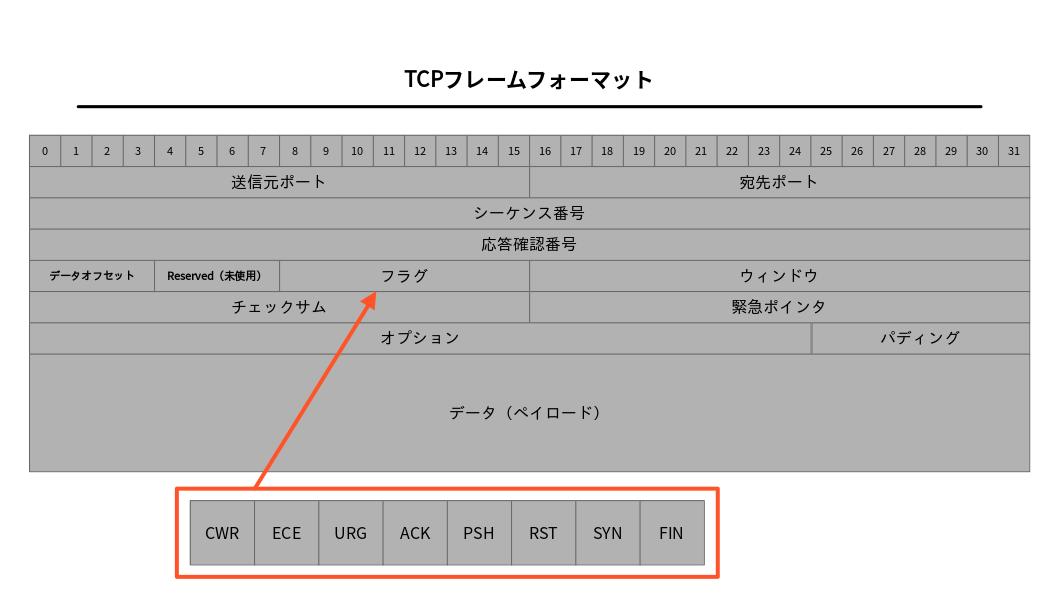 TCPフレームフォーマット
0 1 2 3 4 5 6 7 8 9 10 11 12 13 14 15 16 17 18 19 20 21 22 23 24 25 26 27 28 29 30 31
送信元ポート 宛先ポート
シーケンス番号
応答確認番号
データオフセット Reserved（未使用） フラグ ウィンドウ
チェックサム 緊急ポインタ
オプション パディング
データ（ペイロード）
CWR ECE URG ACK PSH RST SYN FIN